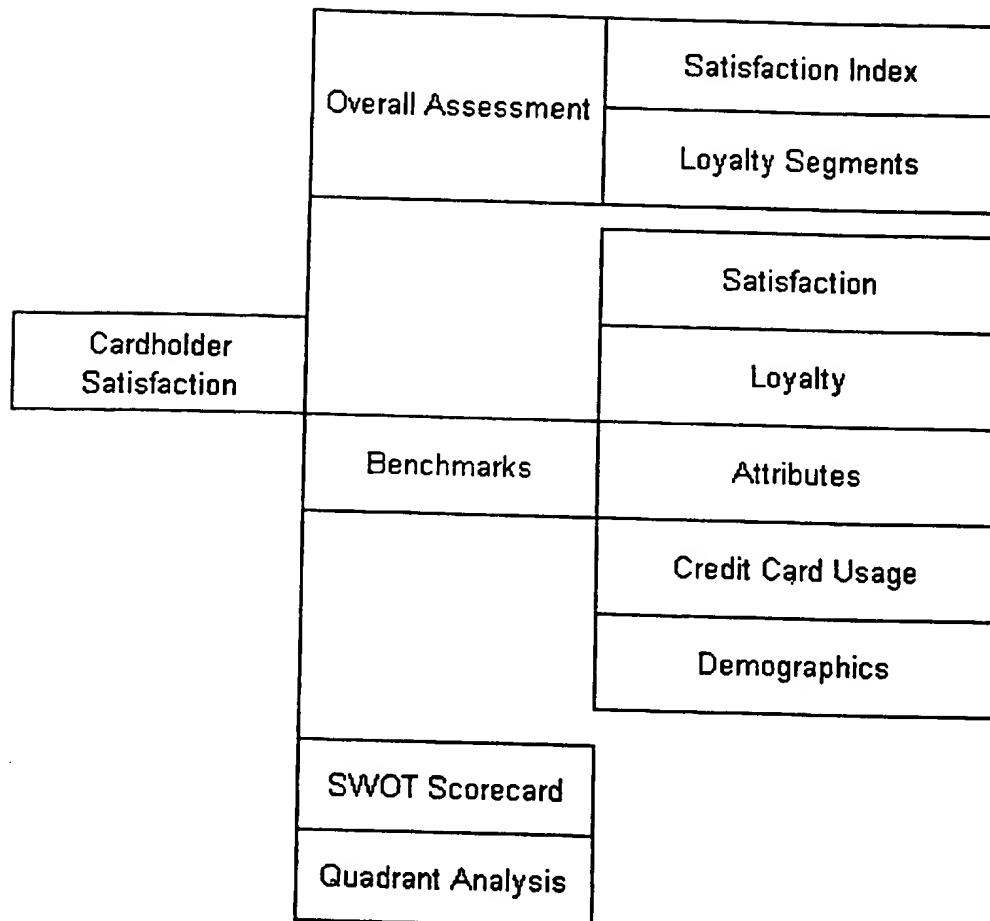 Overall Assessment
Satisfaction Index
Loyalty Segments
Cardholder
Satisfaction
Benchmarks
Satisfaction
Loyalty
Attributes
Credit Card Usage
Demographics
SWOT Scorecard
Quadrant Analysis